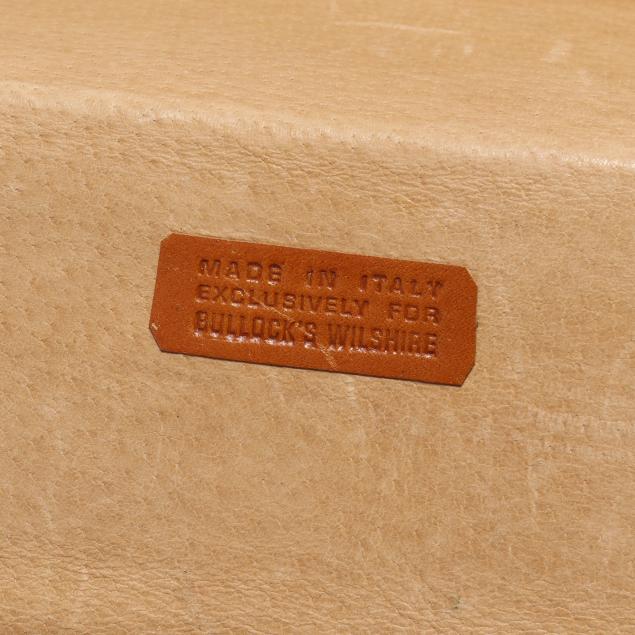 MADE IN ITALY
EXCLUSIVELY FOR
BULLOCK'S WILSHIRE